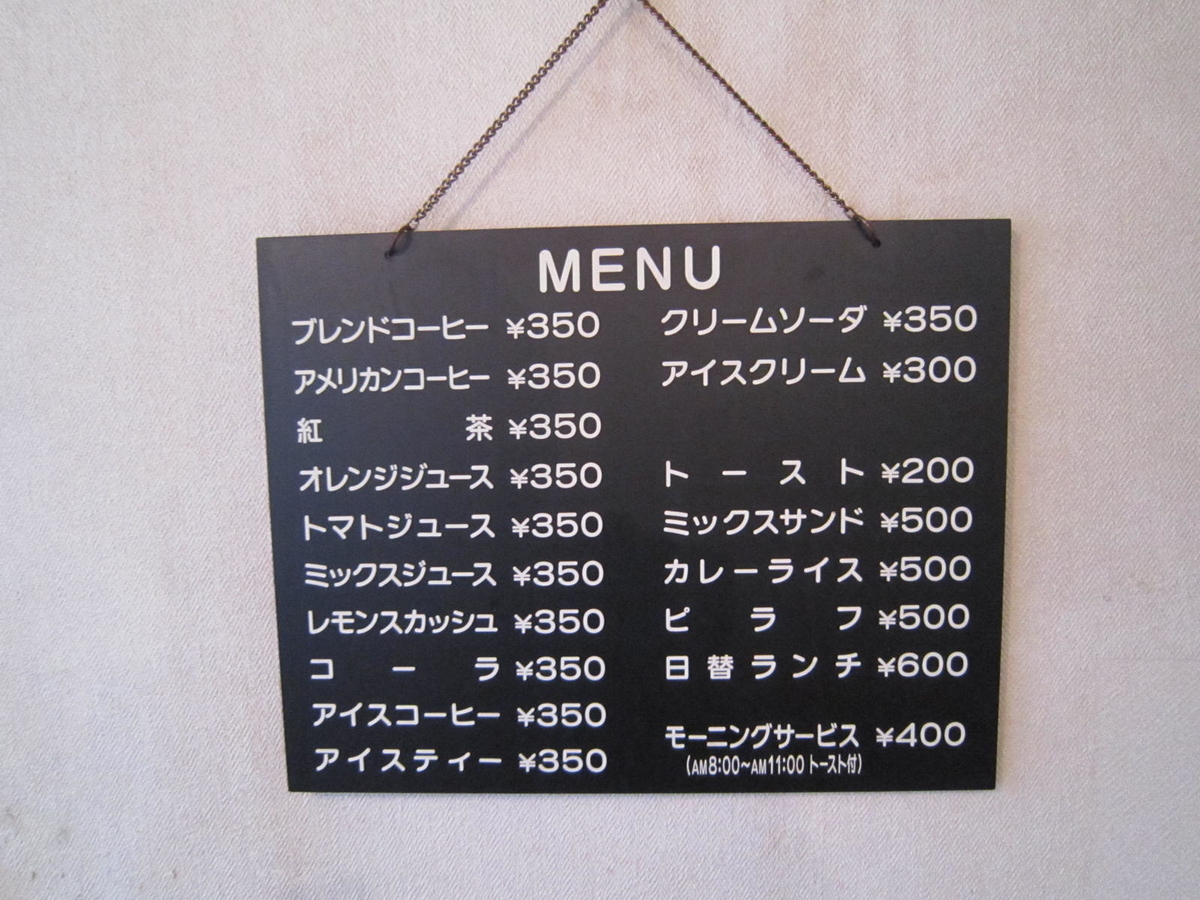 MENU
ブレンドコーヒー ¥350
アメリカンコーヒー ¥350
紅茶 ¥350
オレンジジュース ¥350
トマトジュース ¥350
ミックスジュース ¥350
レモンスカッシュ ¥350
コーラ ¥350
アイスコーヒー ¥350
アイスティー ¥350
クリームソーダ ¥350
アイスクリーム ¥300
トースト ¥200
ミックスサンド ¥500
カレーライス ¥500
ピラフ ¥500
日替ランチ ¥600
モーニングサービス ¥400
(AM8:00~AM11:00 トースト付)